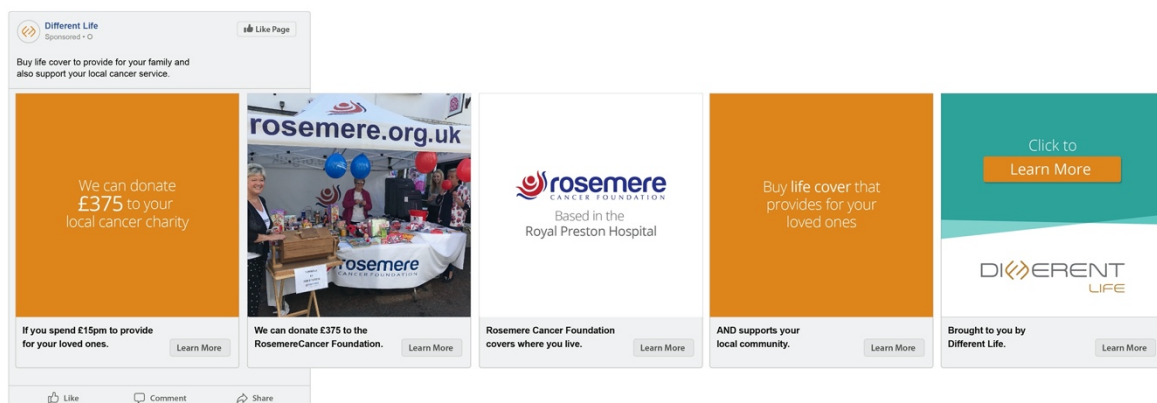 Different Life
Sponsored •
Like Page
Buy life cover to provide for your family and
also support your local cancer service.
We can donate
£375 to your
local cancer charity
If you spend £15pm to provide
for your loved ones.
Learn More
rosemere.org.uk
rosemere
CANCER FOUNDATION
We can donate £375 to the
RosemereCancer Foundation.
Learn More
rosemere
CANCER FOUNDATION
Based in the
Royal Preston Hospital
Rosemere Cancer Foundation
covers where you live.
Learn More
Buy life cover that
provides for your
loved ones
AND supports your
local community.
Learn More
Click to
Learn More
DIFFERENT
LIFE
Brought to you by
Different Life.
Learn More
Like
Comment
Share